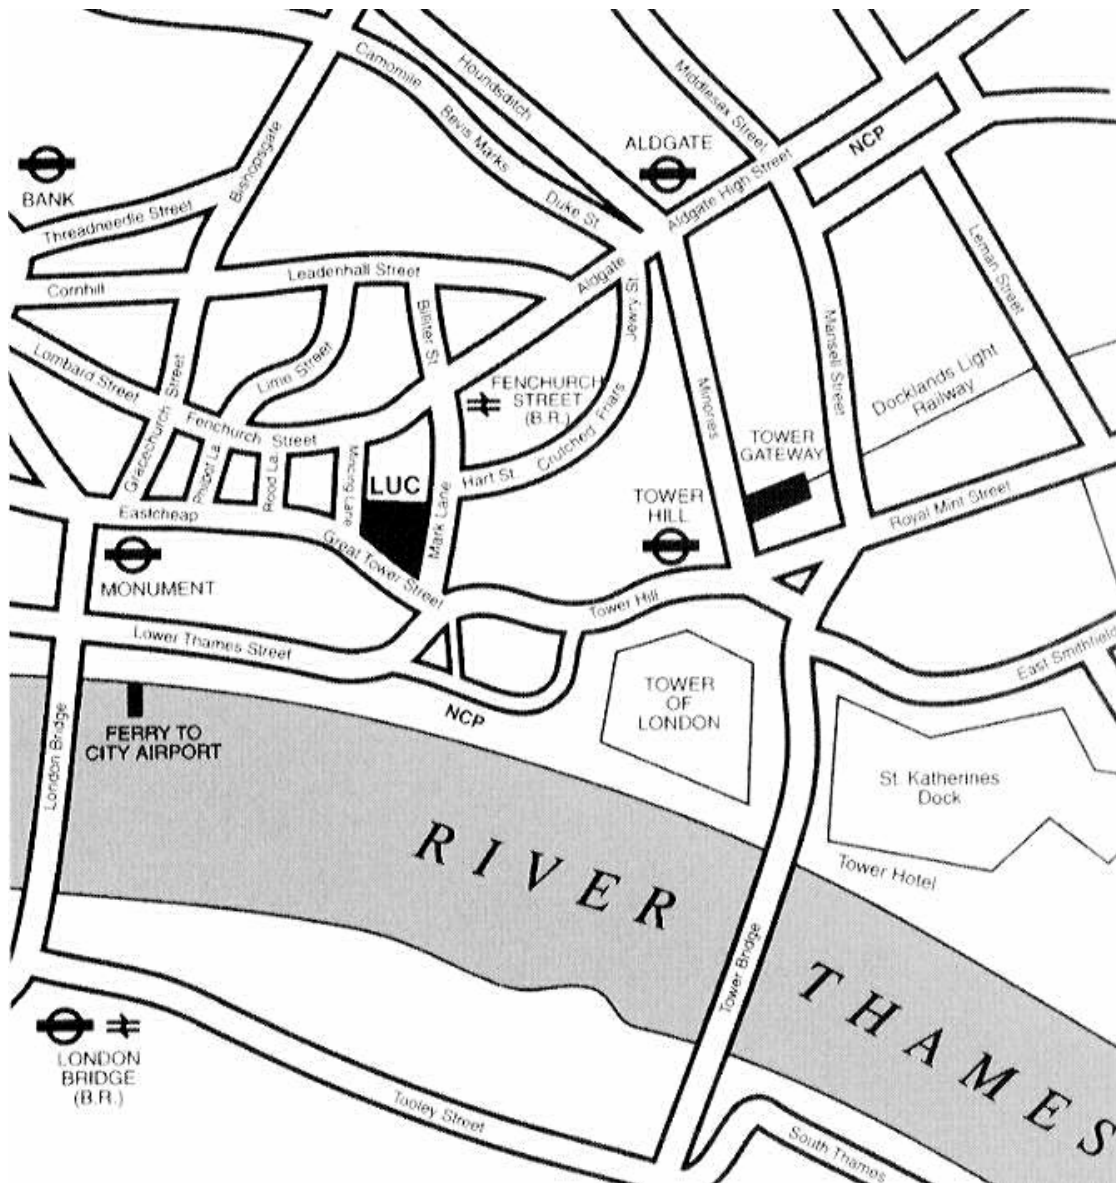 Camomile
Houndsditch
Middlesex Street
Bevis Marks
Bishopsgate
ALDGATE
NCP
BANK
Threadneedle Street
Duke St.
Aldgate High Street
Leman Street
Cornhill
Leadenhall Street
Aldgate
Jewry St.
Billiter St.
Mansell Street
Lombard Street
Lime Street
Gracechurch Street
FENCHURCH
STREET
(B.R.)
Minories
Docklands Light
Railway
Fenchurch Street
Crutched Friars
TOWER
GATEWAY
Philpot La.
Rood La.
Mincing Lane
LUC
Hart St.
Mark Lane
TOWER
HILL
Royal Mint Street
Eastcheap
Great Tower Street
MONUMENT
Tower Hill
Lower Thames Street
East Smithfield
TOWER
OF
LONDON
NCP
London Bridge
FERRY TO
CITY AIRPORT
St. Katherines
Dock
RIVER THAMES
Tower Hotel
Tower Bridge
LONDON
BRIDGE
(B.R.)
Tooley Street
South Thames